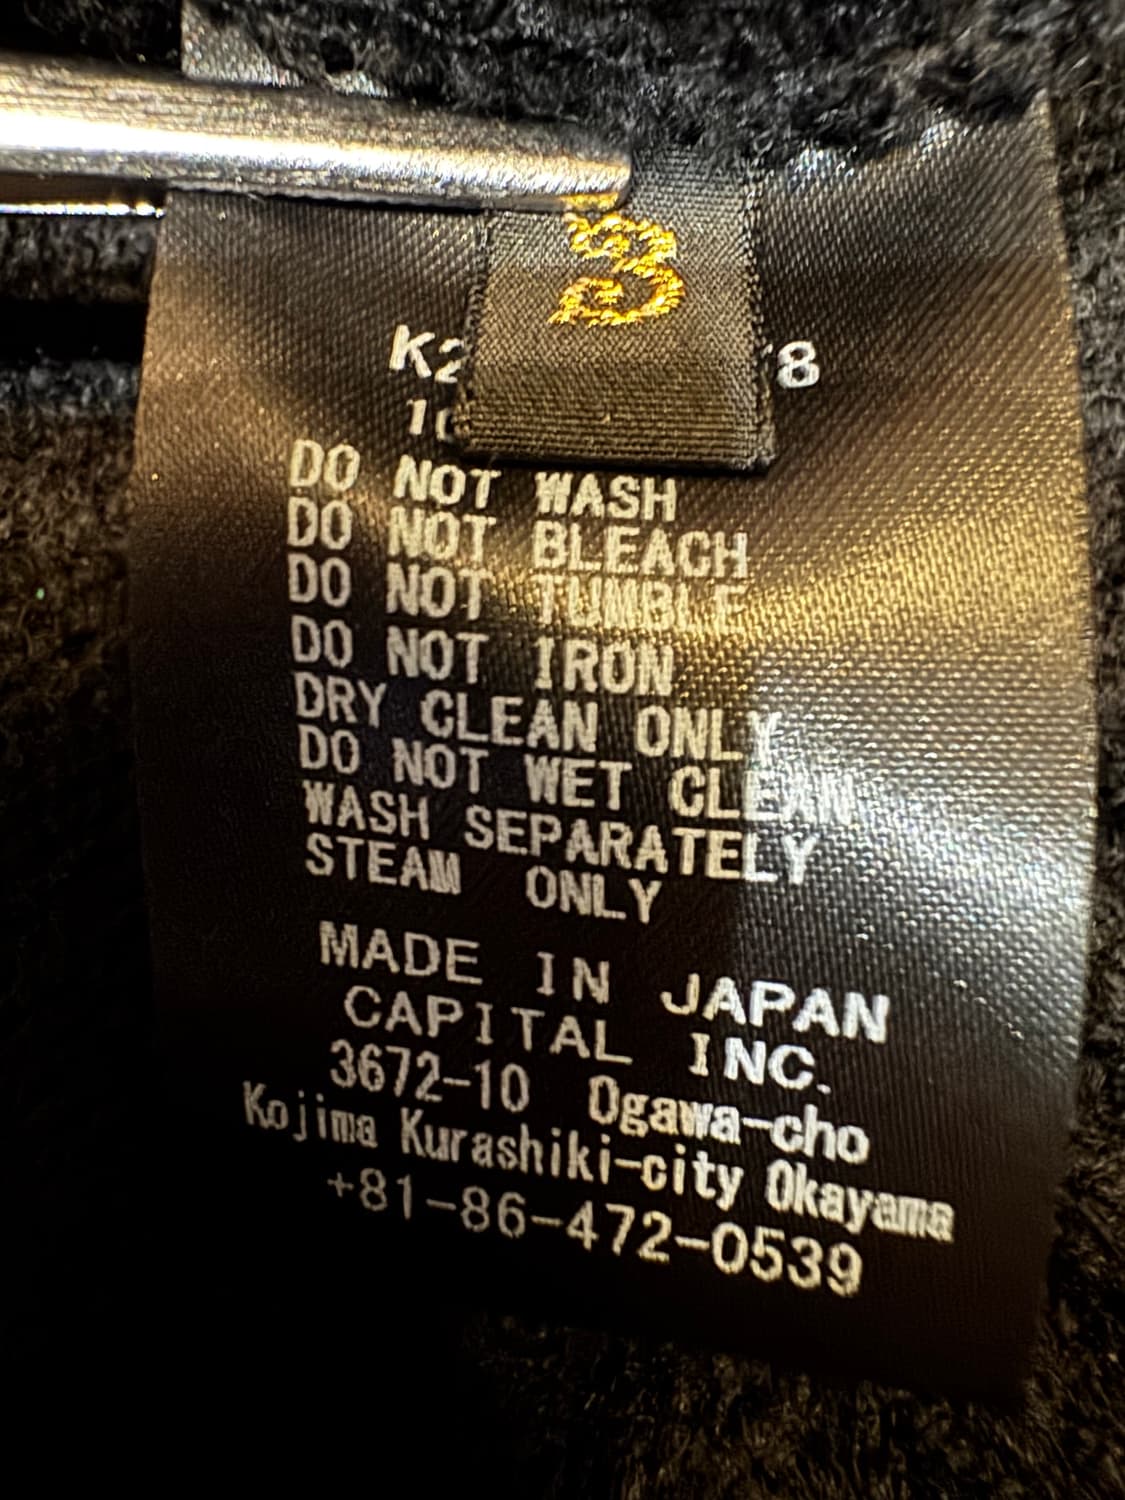 3
8
DO NOT WASH
DO NOT BLEACH
DO NOT TUMBLE
DO NOT IRON
DRY CLEAN ONLY
DO NOT WET CLEAN
WASH SEPARATELY
STEAM ONLY
MADE IN JAPAN
CAPITAL INC.
3672-10 Ogawa-cho
Kojima Kurashiki-city Okayama
+81-86-472-0539